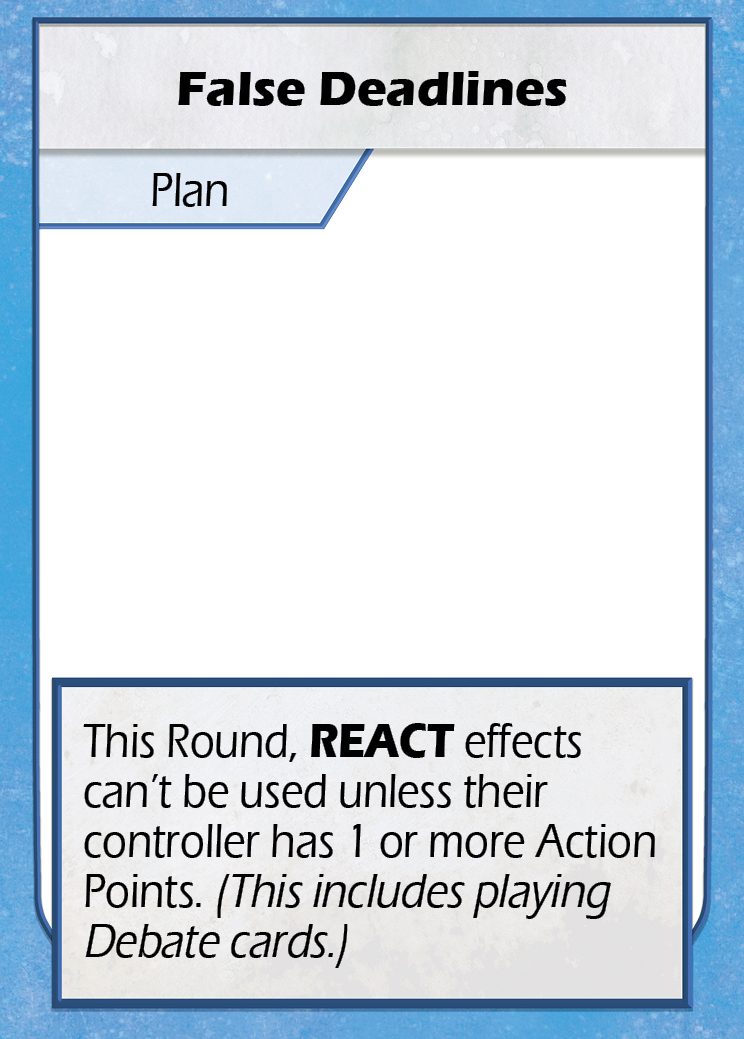 False Deadlines
Plan
This Round, REACT effects
can't be used unless their
controller has 1 or more Action
Points. (This includes playing
Debate cards.)